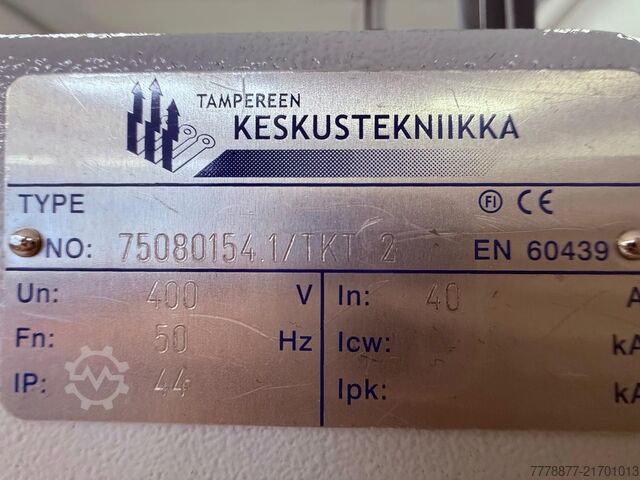 TAMPEREEN
KESKUSTEKNIIKKA
TYPE FI CE
NO: 75080154.1/TKT 2 EN 60439
Un: 400 V In: 40 A
Fn: 50 Hz Icw: kA
IP: 44 Ipk: kA
7778877-21701013